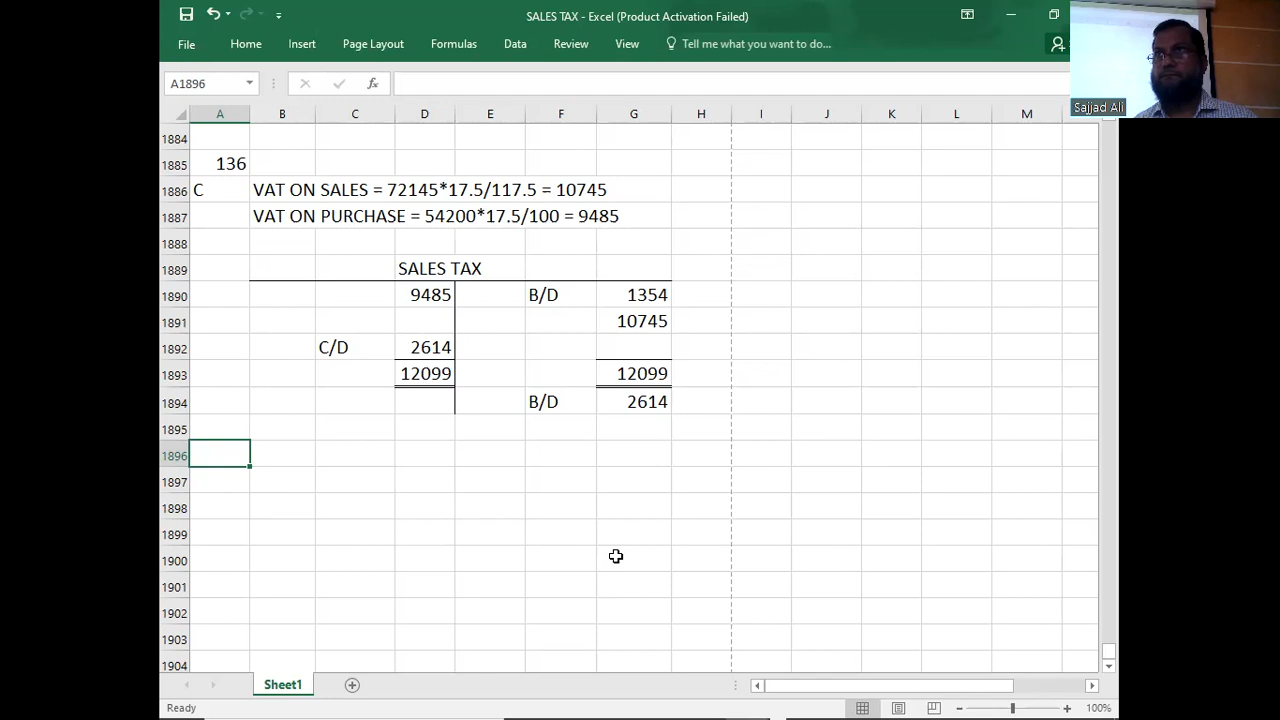 SALES TAX - Excel (Product Activation Failed)
File Home Insert Page Layout Formulas Data Review View Tell me what you want to do...
Sajjad Ali
A1896 fx
A B C D E F G H I J K L M
1884
1885 136
1886 C VAT ON SALES = 72145*17.5/117.5 = 10745
1887 VAT ON PURCHASE = 54200*17.5/100 = 9485
1888
1889 SALES TAX
1890 9485 B/D 1354
1891 10745
1892 C/D 2614
1893 12099 12099
1894 B/D 2614
1895
1896
1897
1898
1899
1900
1901
1902
1903
1904
Sheet1
Ready 100%